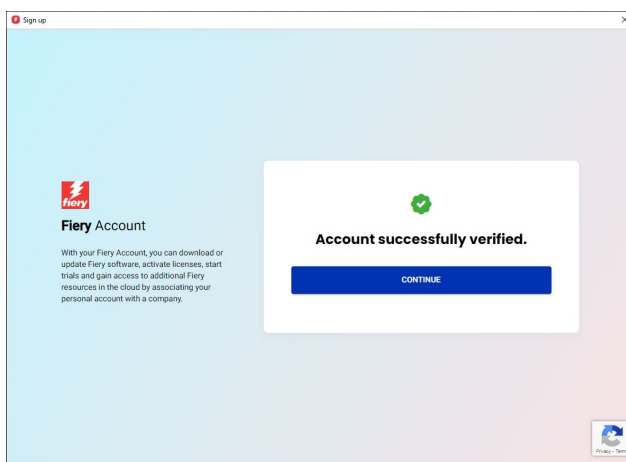 Sign up
fiery
Fiery Account
With your Fiery Account, you can download or
update Fiery software, activate licenses, start
trials and gain access to additional Fiery
resources in the cloud by associating your
personal account with a company.
Account successfully verified.
CONTINUE
Privacy - Term